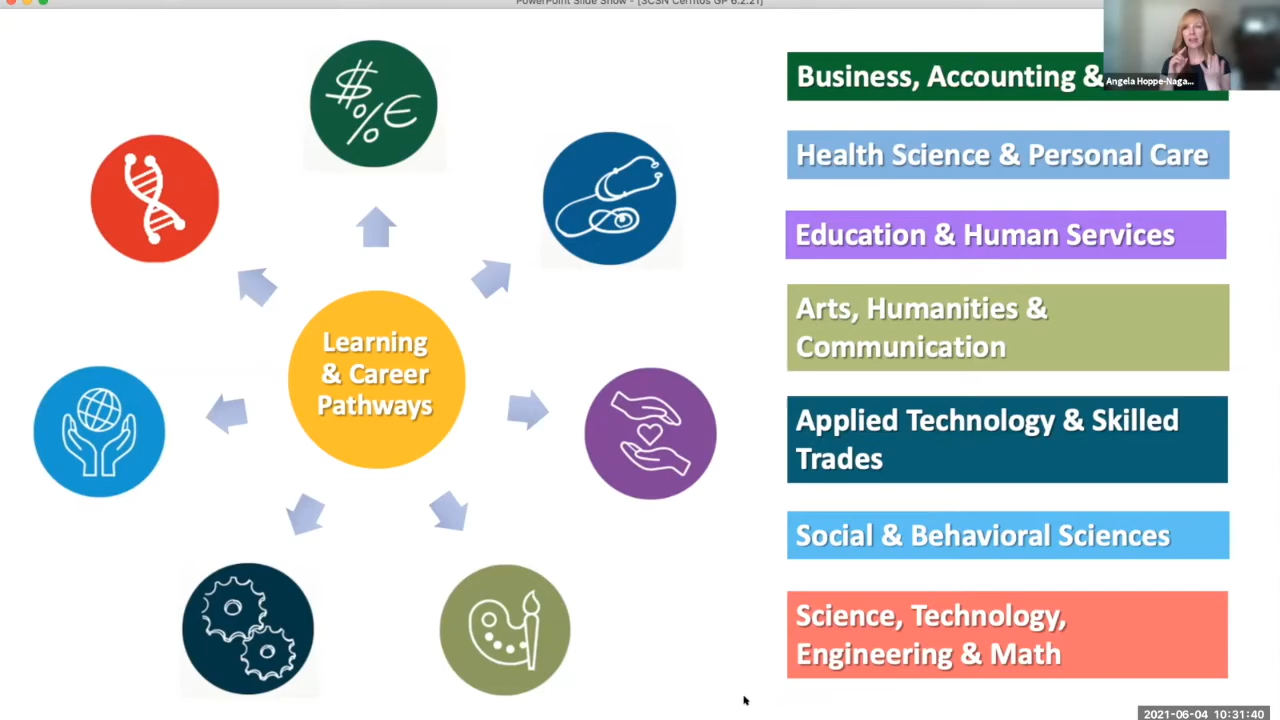 PowerPoint Slide Show - [SCSN Cerritos GP 6.2.21]
$
%
€
Learning
& Career
Pathways
Business, Accounting &
Angela Hoppe-Naga...
Health Science & Personal Care
Education & Human Services
Arts, Humanities &
Communication
Applied Technology & Skilled
Trades
Social & Behavioral Sciences
Science, Technology,
Engineering & Math
2021-06-04 10:31:40